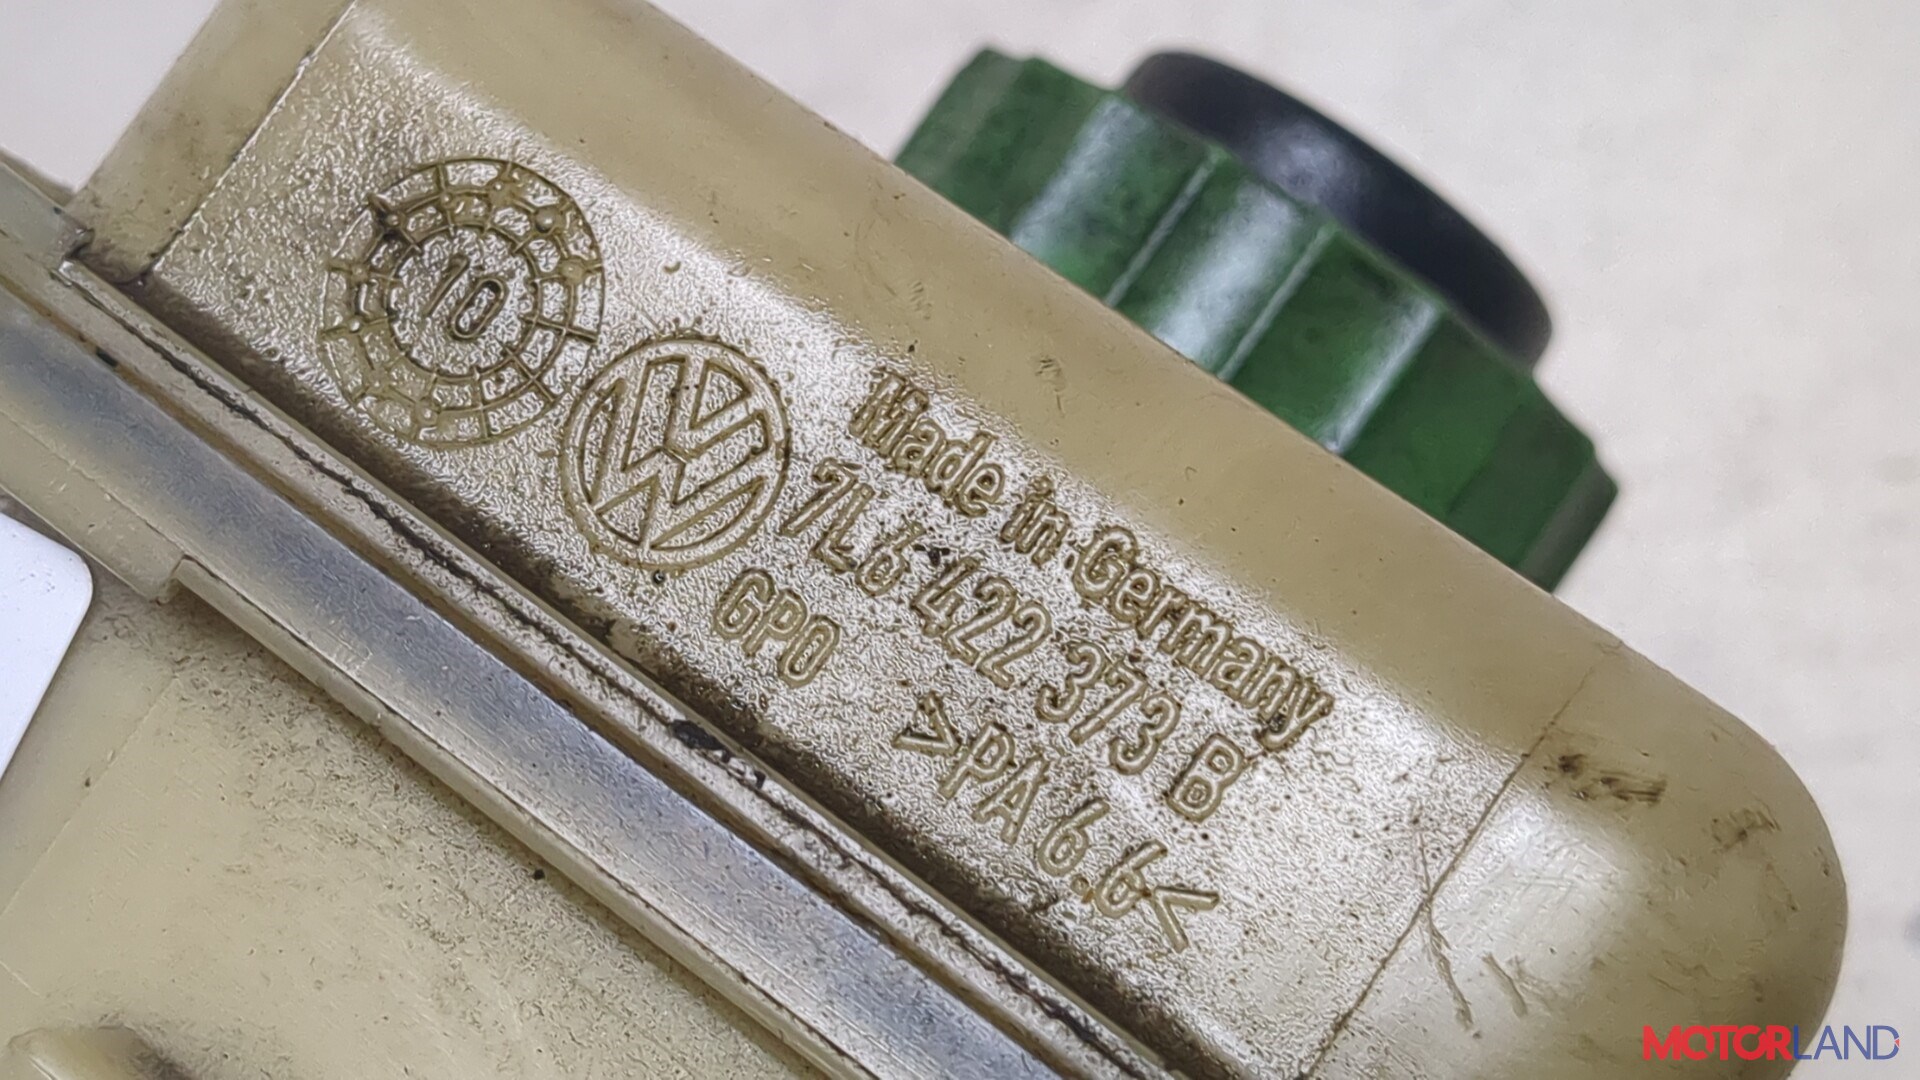 10
Made in Germany
7L6 422 373 B
GPO
>PA 6.6<
MOTORLAND